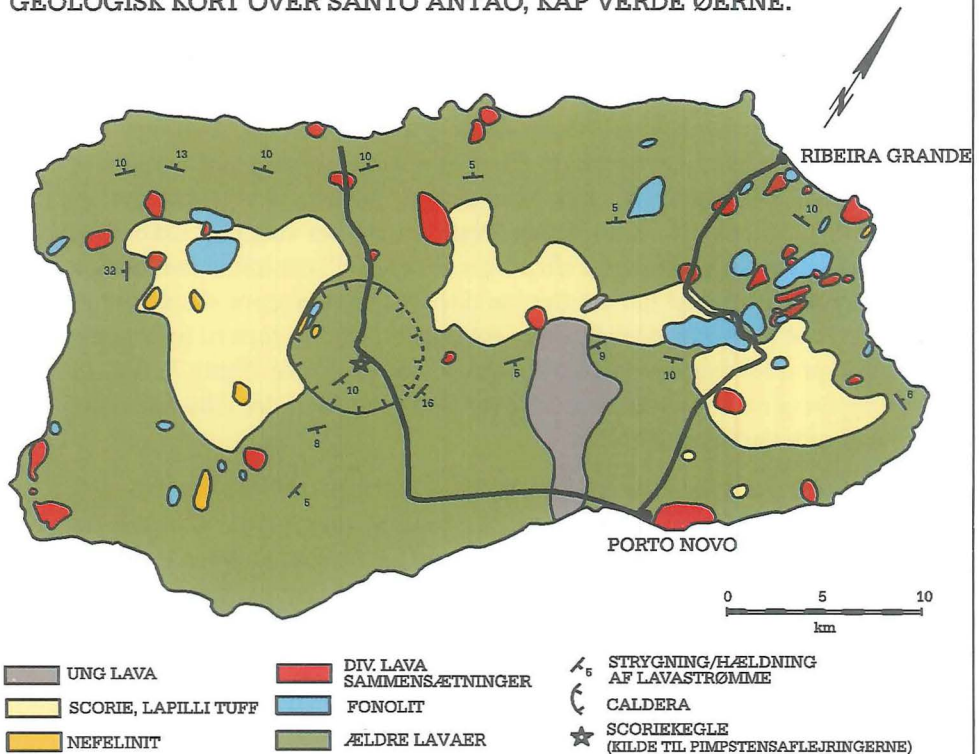 GEOLOGISK KORT OVER SANTO ANTAO, KAP VERDE ØERNE.
N
RIBEIRA GRANDE
10
13
10
10
5
5
10
32
5
9
10
10
16
8
5
6
PORTO NOVO
0 5 10
km
UNG LAVA
SCORIE, LAPILLI TUFF
NEFELINIT
DIV. LAVA
SAMMENSÆTNINGER
FONOLIT
ÆLDRE LAVAER
5
STRYGNING/HÆLDNING
AF LAVASTRØMME
CALDERA
SCORIEKEGLE
(KILDE TIL PIMPSTENSAFLEJRINGERNE)